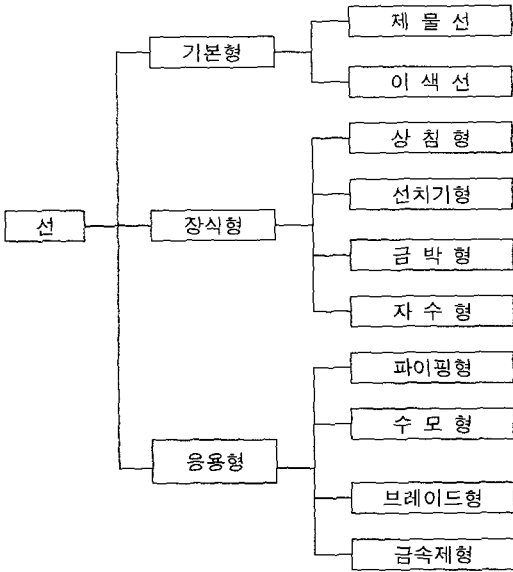 제 물 선
기본형
이 색 선
상 침 형
선치기형
선
장식형
금 박 형
자 수 형
파이핑형
수 모 형
응용형
브레이드형
금속제형